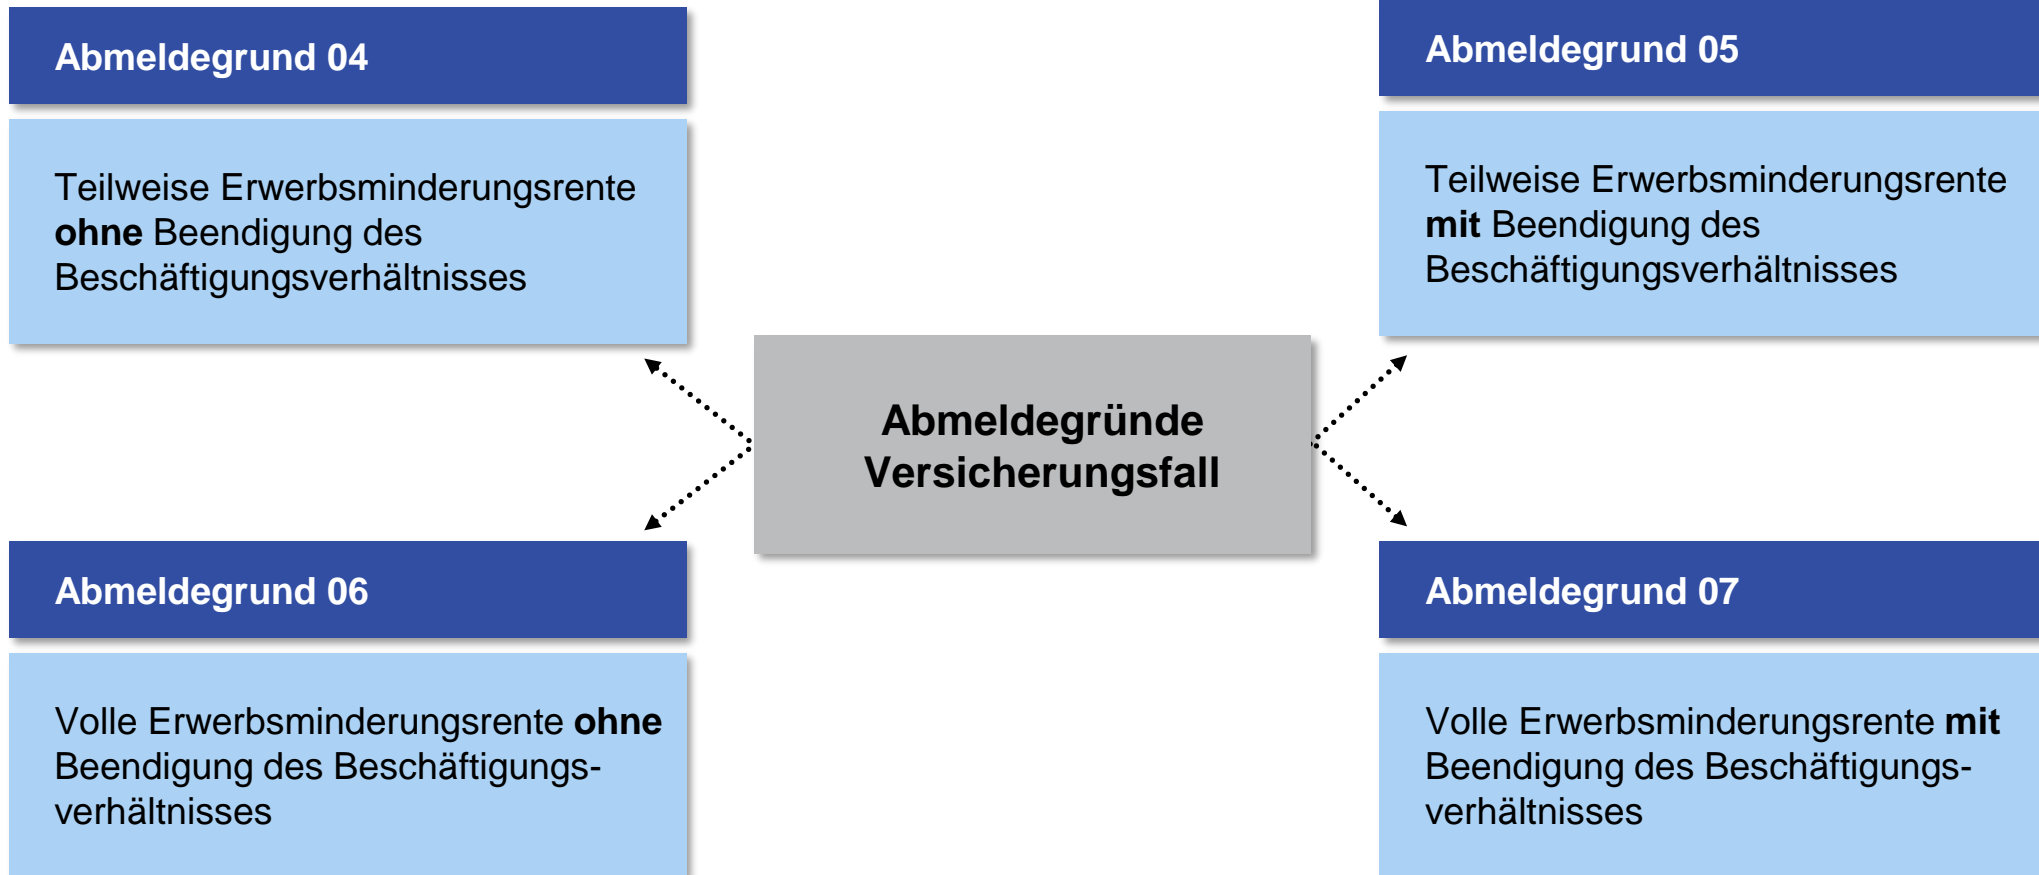 Abmeldegrund 04
Teilweise Erwerbsminderungsrente
ohne Beendigung des
Beschäftigungsverhältnisses
Abmeldegrund 05
Teilweise Erwerbsminderungsrente
mit Beendigung des
Beschäftigungsverhältnisses
Abmeldegründe
Versicherungsfall
Abmeldegrund 06
Volle Erwerbsminderungsrente ohne
Beendigung des Beschäftigungs-
verhältnisses
Abmeldegrund 07
Volle Erwerbsminderungsrente mit
Beendigung des Beschäftigungs-
verhältnisses